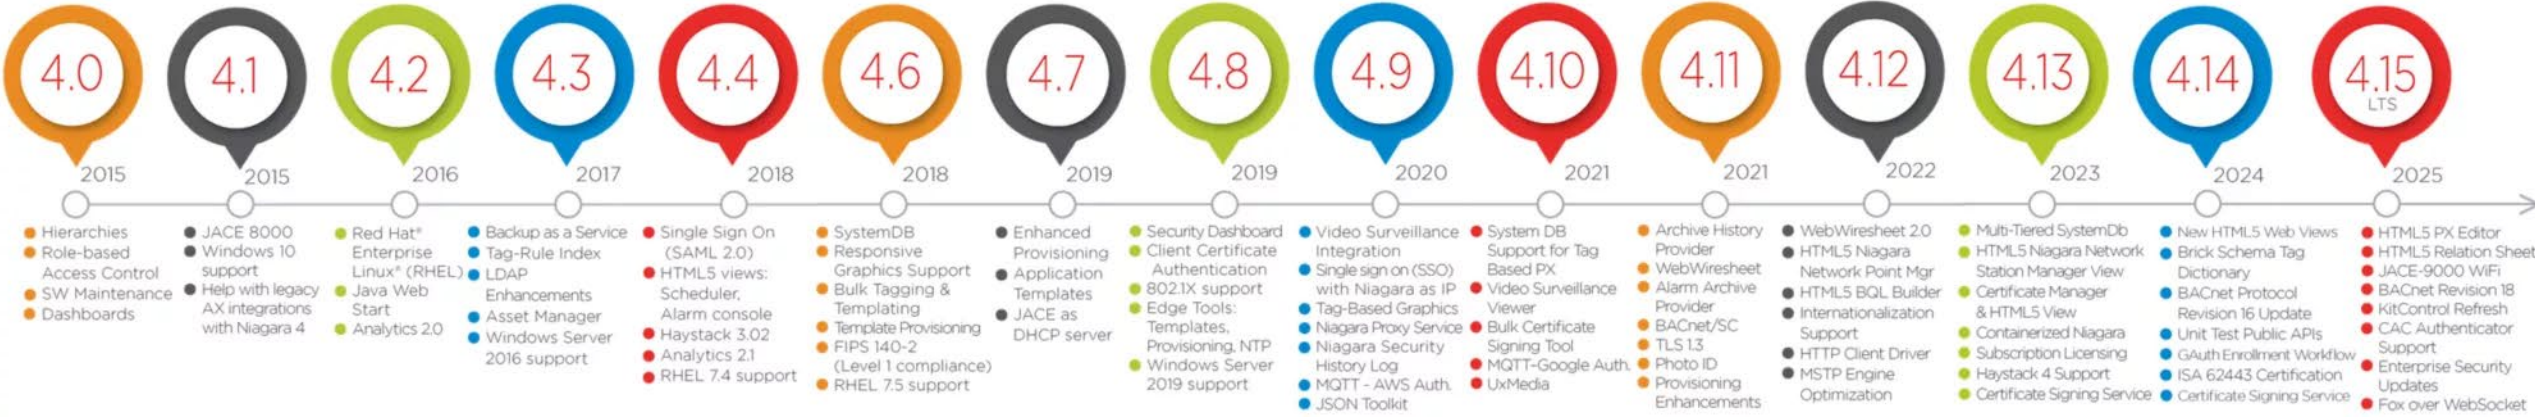 4.0
2015
Hierarchies
Role-based
Access Control
SW Maintenance
Dashboards
4.1
2015
JACE 8000
Windows 10
support
Help with legacy
AX integrations
with Niagara 4
4.2
2016
Red Hat®
Enterprise
Linux® (RHEL)
Java Web
Start
Analytics 2.0
4.3
2017
Backup as a Service
Tag-Rule Index
LDAP
Enhancements
Asset Manager
Windows Server
2016 support
4.4
2018
Single Sign On
(SAML 2.0)
HTML5 views:
Scheduler,
Alarm console
Haystack 3.02
Analytics 2.1
RHEL 7.4 support
4.6
2018
SystemDB
Responsive
Graphics Support
Bulk Tagging &
Templating
Template Provisioning
FIPS 140-2
(Level 1 compliance)
RHEL 7.5 support
4.7
2019
Enhanced
Provisioning
Application
Templates
JACE as
DHCP server
4.8
2019
Security Dashboard
Client Certificate
Authentication
802.1X support
Edge Tools:
Templates,
Provisioning, NTP
Windows Server
2019 support
4.9
2020
Video Surveillance
Integration
Single sign on (SSO)
with Niagara as IP
Tag-Based Graphics
Niagara Proxy Service
Niagara Security
History Log
MQTT - AWS Auth.
JSON Toolkit
4.10
2021
System DB
Support for Tag
Based PX
Video Surveillance
Viewer
Bulk Certificate
Signing Tool
MQTT-Google Auth.
UxMedia
4.11
2021
Archive History
Provider
WebWiresheet
Alarm Archive
Provider
BACnet/SC
TLS 1.3
Photo ID
Provisioning
Enhancements
4.12
2022
WebWiresheet 2.0
HTML5 Niagara
Network Point Mgr
HTML5 BQL Builder
Internationalization
Support
HTTP Client Driver
MSTP Engine
Optimization
4.13
2023
Multi-Tiered SystemDb
HTML5 Niagara Network
Station Manager View
Certificate Manager
& HTML5 View
Containerized Niagara
Subscription Licensing
Haystack 4 Support
Certificate Signing Service
4.14
2024
New HTML5 Web Views
Brick Schema Tag
Dictionary
BACnet Protocol
Revision 16 Update
Unit Test Public APIs
GAuth Enrollment Workflow
ISA 62443 Certification
Certificate Signing Service
4.15
LTS
2025
HTML5 PX Editor
HTML5 Relation Sheet
JACE-9000 WiFi
BACnet Revision 18
KitControl Refresh
CAC Authenticator
Support
Enterprise Security
Updates
Fox over WebSocket